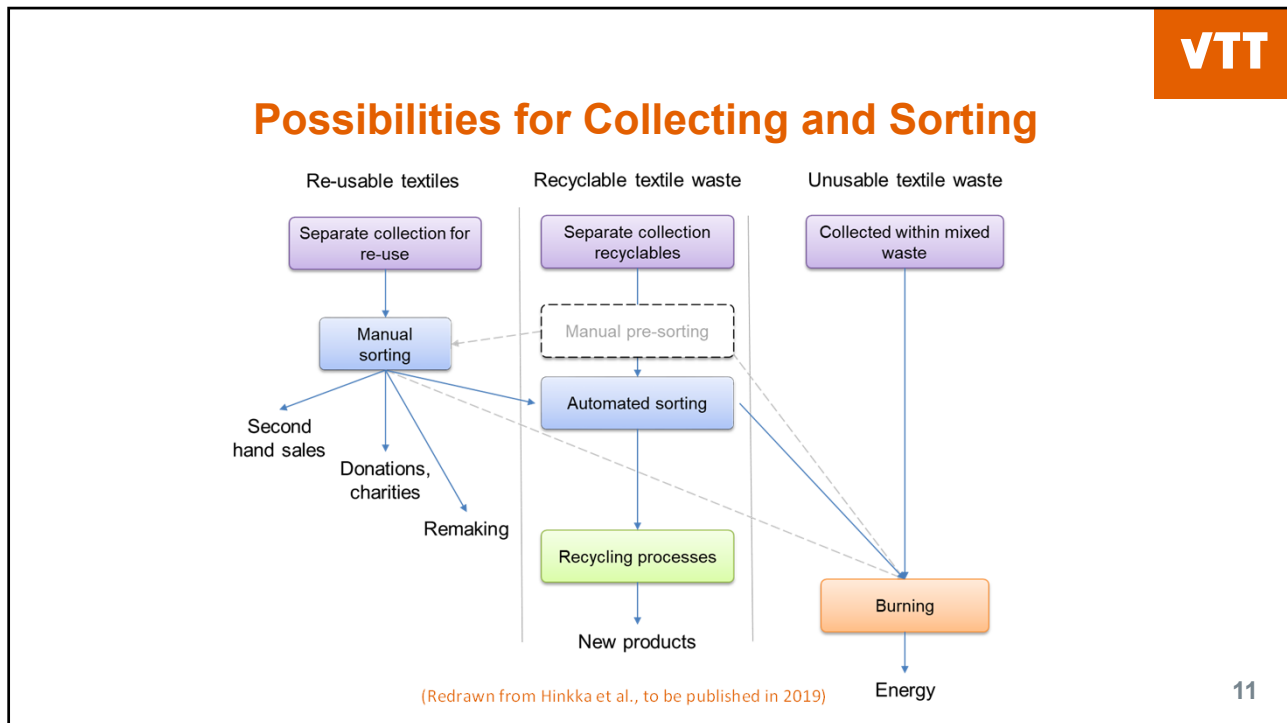 VTT
Possibilities for Collecting and Sorting
Re-usable textiles
Recyclable textile waste
Unusable textile waste
Separate collection for
re-use
Separate collection
recyclables
Collected within mixed
waste
Manual
sorting
Manual pre-sorting
Automated sorting
Second
hand sales
Donations,
charities
Remaking
Recycling processes
Burning
New products
Energy
(Redrawn from Hinkka et al., to be published in 2019)
11